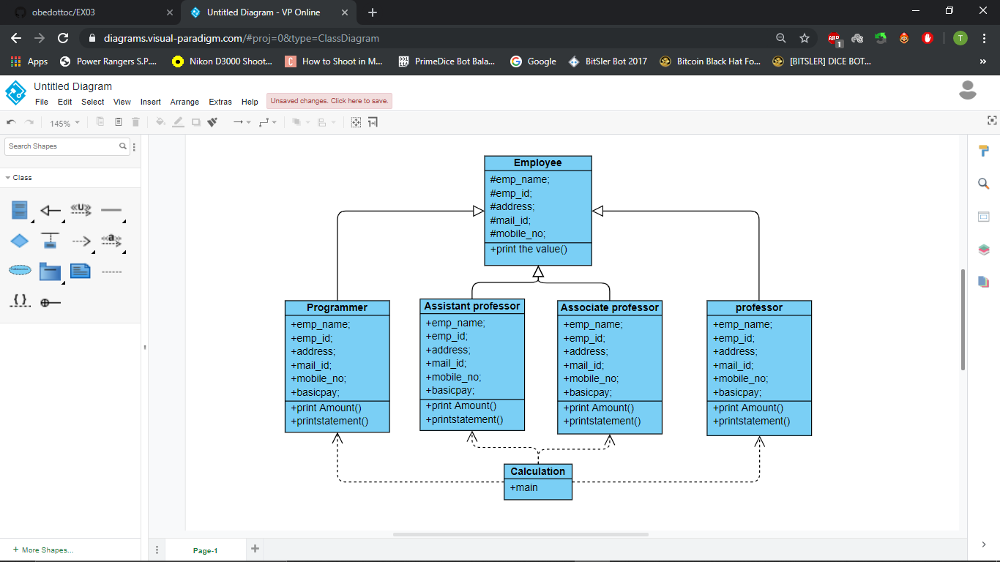 obedottoc/EX03
Untitled Diagram - VP Online
diagrams.visual-paradigm.com/#proj=0&type=ClassDiagram
ABP
1
T
Apps
Power Rangers S.P....
Nikon D3000 Shoot...
C
How to Shoot in M...
PrimeDice Bot Bala...
Google
BitSler Bot 2017
Bitcoin Black Hat Fo...
[BITSLER] DICE BOT...
»
Untitled Diagram
File Edit Select View Insert Arrange Extras Help
Unsaved changes. Click here to save.
145%
Search Shapes
Class
«U»
«a»
Collaboration
{ }
+ More Shapes...
Page-1
Employee
#emp_name;
#emp_id;
#address;
#mail_id;
#mobile_no;
+print the value()
Programmer
+emp_name;
+emp_id;
+address;
+mail_id;
+mobile_no;
+basicpay;
+print Amount()
+printstatement()
Assistant professor
+emp_name;
+emp_id;
+address;
+mail_id;
+mobile_no;
+basicpay;
+print Amount()
+printstatement()
Associate professor
+emp_name;
+emp_id;
+address;
+mail_id;
+mobile_no;
+basicpay;
+print Amount()
+printstatement()
professor
+emp_name;
+emp_id;
+address;
+mail_id;
+mobile_no;
+basicpay;
+print Amount()
+printstatement()
Calculation
+main